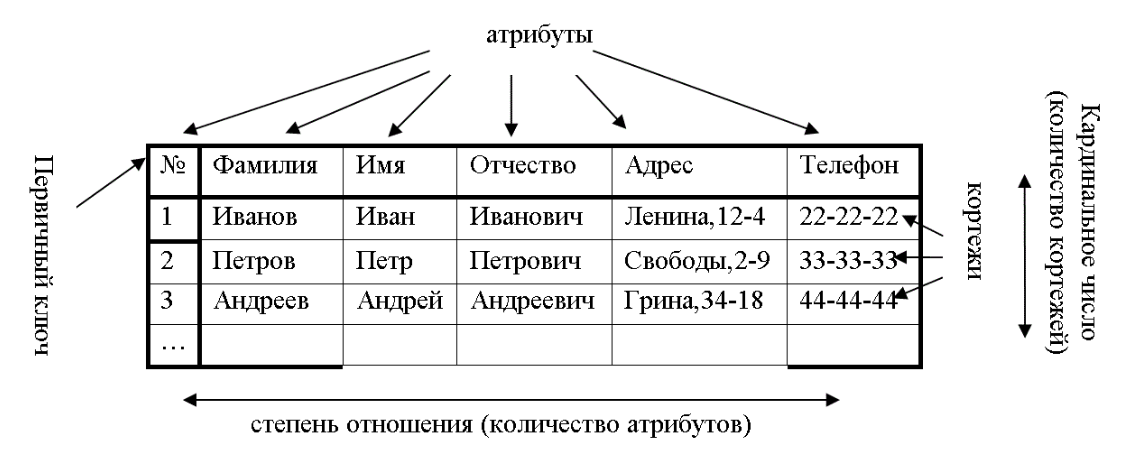 атрибуты
Первичный ключ
№ Фамилия Имя Отчество Адрес Телефон
1 Иванов Иван Иванович Ленина,12-4 22-22-22
2 Петров Петр Петрович Свободы,2-9 33-33-33
3 Андреев Андрей Андреевич Грина,34-18 44-44-44
…
кортежи
Кардинальное число
(количество кортежей)
степень отношения (количество атрибутов)